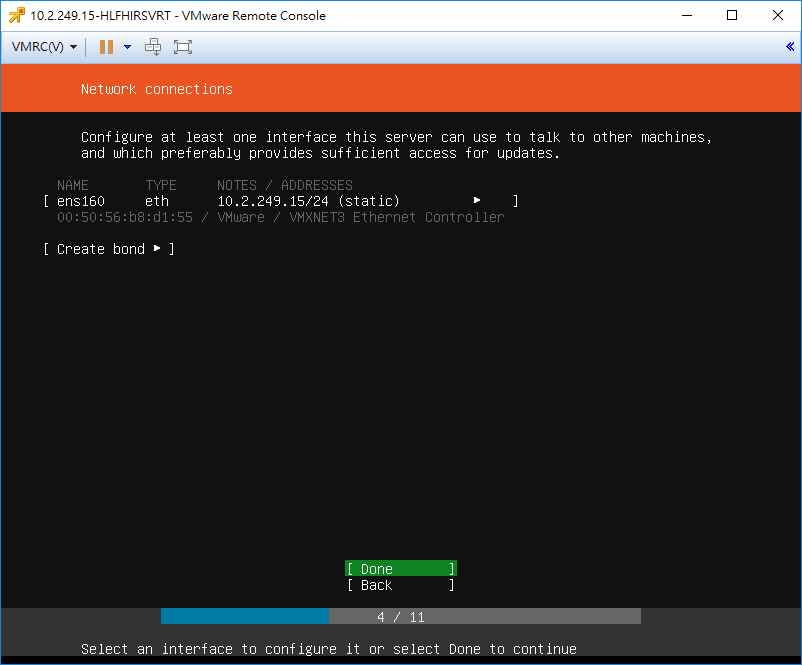 10.2.249.15-HLFHIRSVRT - VMware Remote Console
VMRC(V)
Network connections
Configure at least one interface this server can use to talk to other machines,
and which preferably provides sufficient access for updates.
NAME TYPE NOTES / ADDRESSES
[ ens160 eth 10.2.249.15/24 (static) ▸ ]
00:50:56:b8:d1:55 / VMware / VMXNET3 Ethernet Controller
[ Create bond ▸ ]
[ Done ]
[ Back ]
4 / 11
Select an interface to configure it or select Done to continue